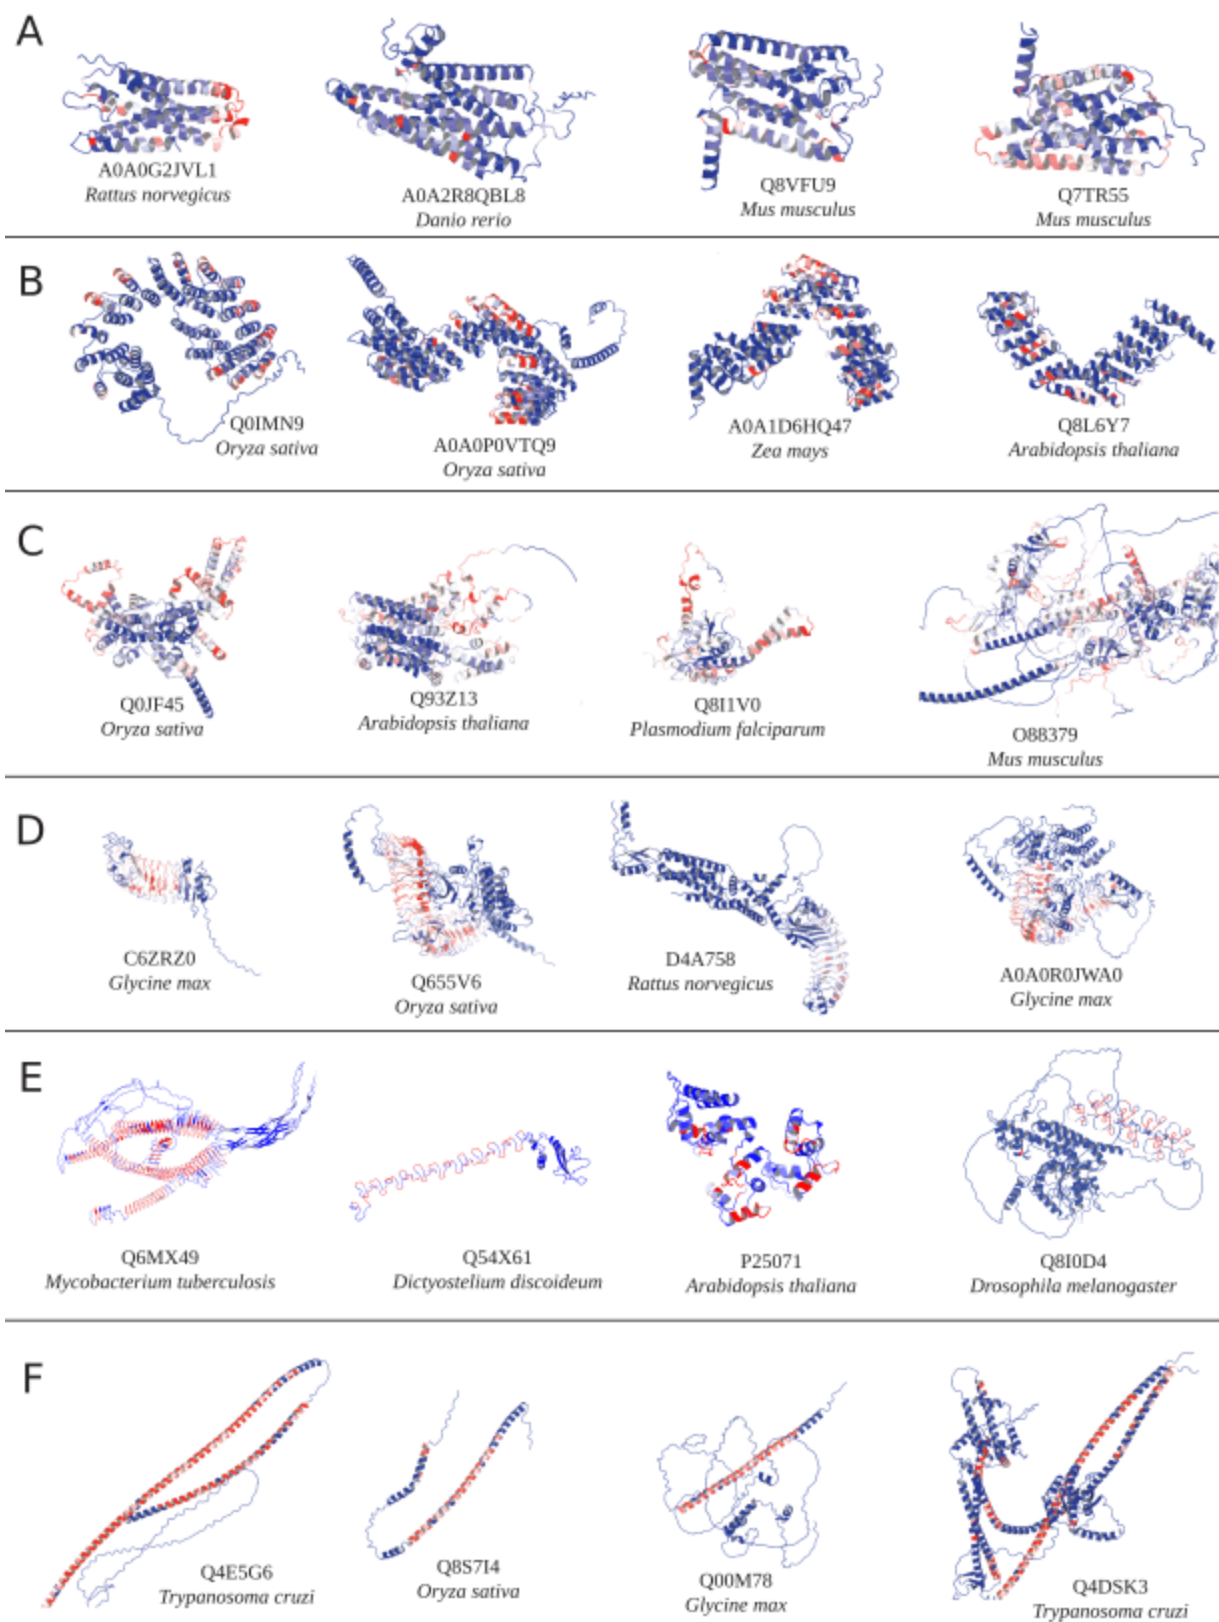 A
A0A0G2JVL1
Rattus norvegicus
A0A2R8QBL8
Danio rerio
Q8VFU9
Mus musculus
Q7TR55
Mus musculus
B
Q0IMN9
Oryza sativa
A0A0P0VTQ9
Oryza sativa
A0A1D6HQ47
Zea mays
Q8L6Y7
Arabidopsis thaliana
C
Q0JF45
Oryza sativa
Q93Z13
Arabidopsis thaliana
Q8I1V0
Plasmodium falciparum
O88379
Mus musculus
D
C6ZRZ0
Glycine max
Q655V6
Oryza sativa
D4A758
Rattus norvegicus
A0A0R0JWA0
Glycine max
E
Q6MX49
Mycobacterium tuberculosis
Q54X61
Dictyostelium discoideum
P25071
Arabidopsis thaliana
Q8I0D4
Drosophila melanogaster
F
Q4E5G6
Trypanosoma cruzi
Q8S7I4
Oryza sativa
Q00M78
Glycine max
Q4DSK3
Trypanosoma cruzi